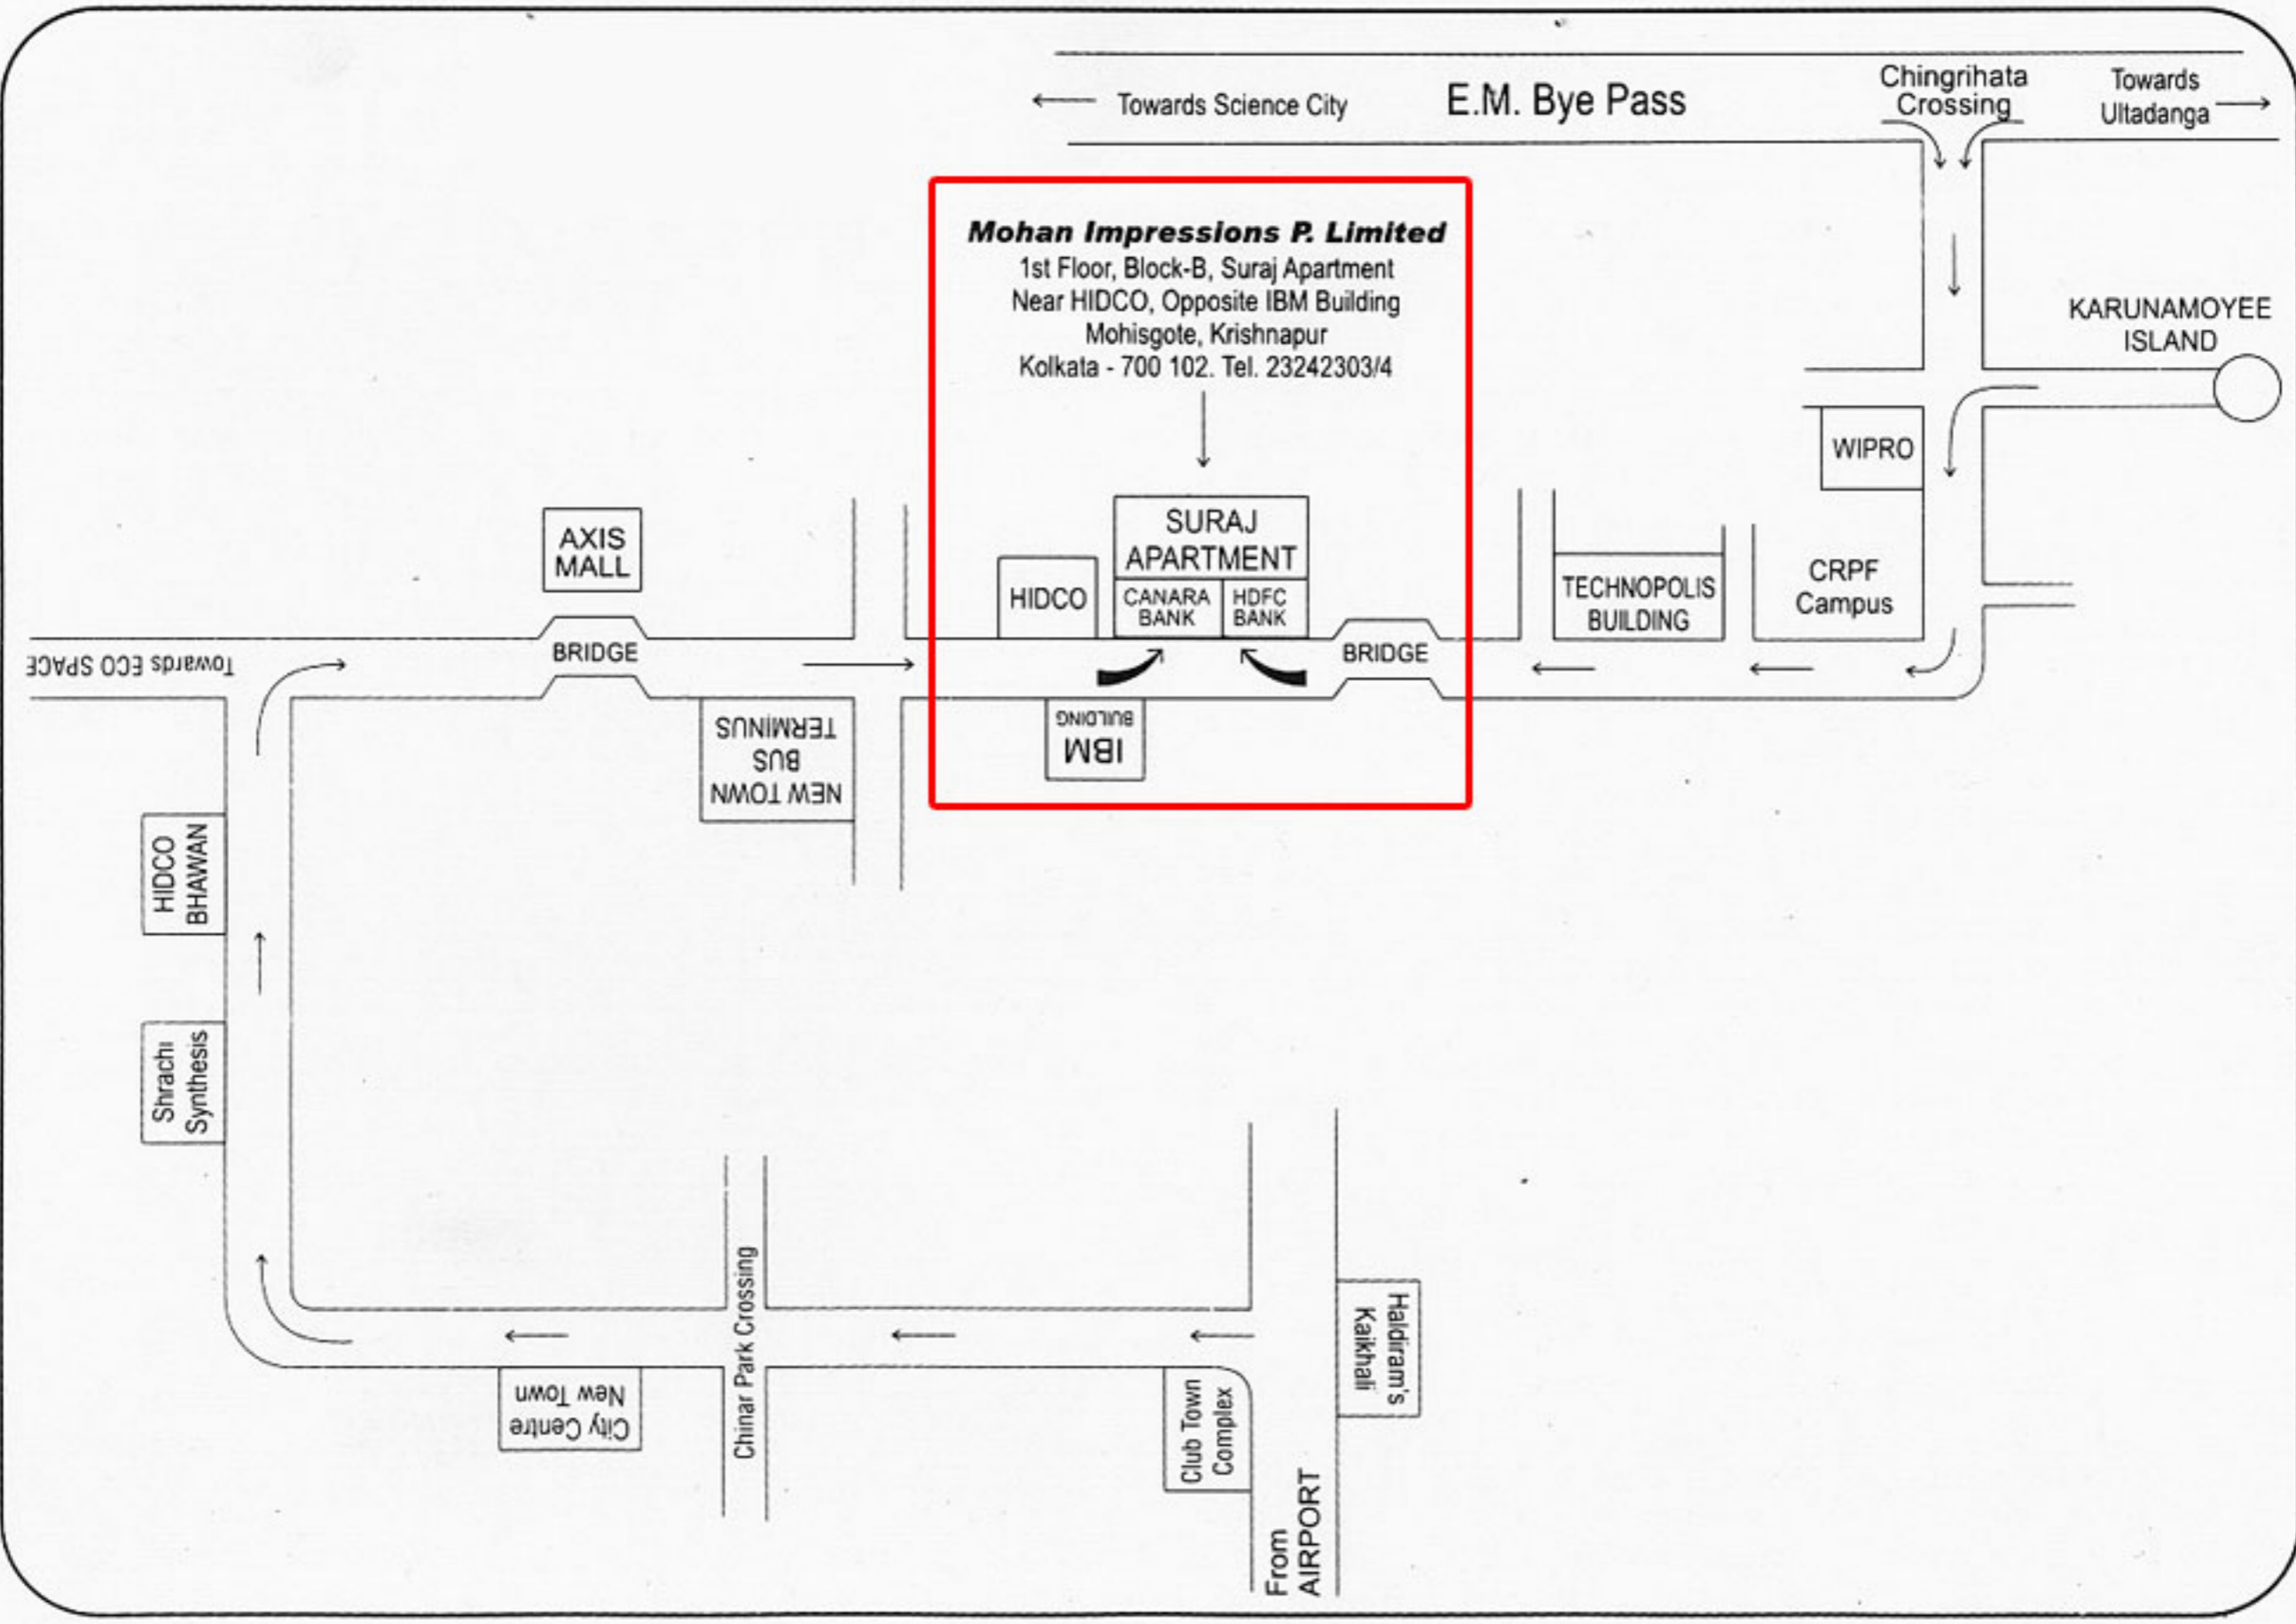 Towards Science City
E.M. Bye Pass
Chingrihata
Crossing
Towards
Ultadanga
Mohan Impressions P. Limited
1st Floor, Block-B, Suraj Apartment
Near HIDCO, Opposite IBM Building
Mohisgote, Krishnapur
Kolkata - 700 102. Tel. 23242303/4
KARUNAMOYEE
ISLAND
WIPRO
AXIS
MALL
SURAJ
APARTMENT
HIDCO
CANARA
BANK
HDFC
BANK
TECHNOPOLIS
BUILDING
CRPF
Campus
Towards ECO SPACE
BRIDGE
BRIDGE
NEW TOWN
BUS
TERMINUS
IBM
BUILDING
HIDCO
BHAWAN
Shrachi
Synthesis
Chinar Park Crossing
City Centre
New Town
Club Town
Complex
Haldiram's
Kaikhali
From
AIRPORT